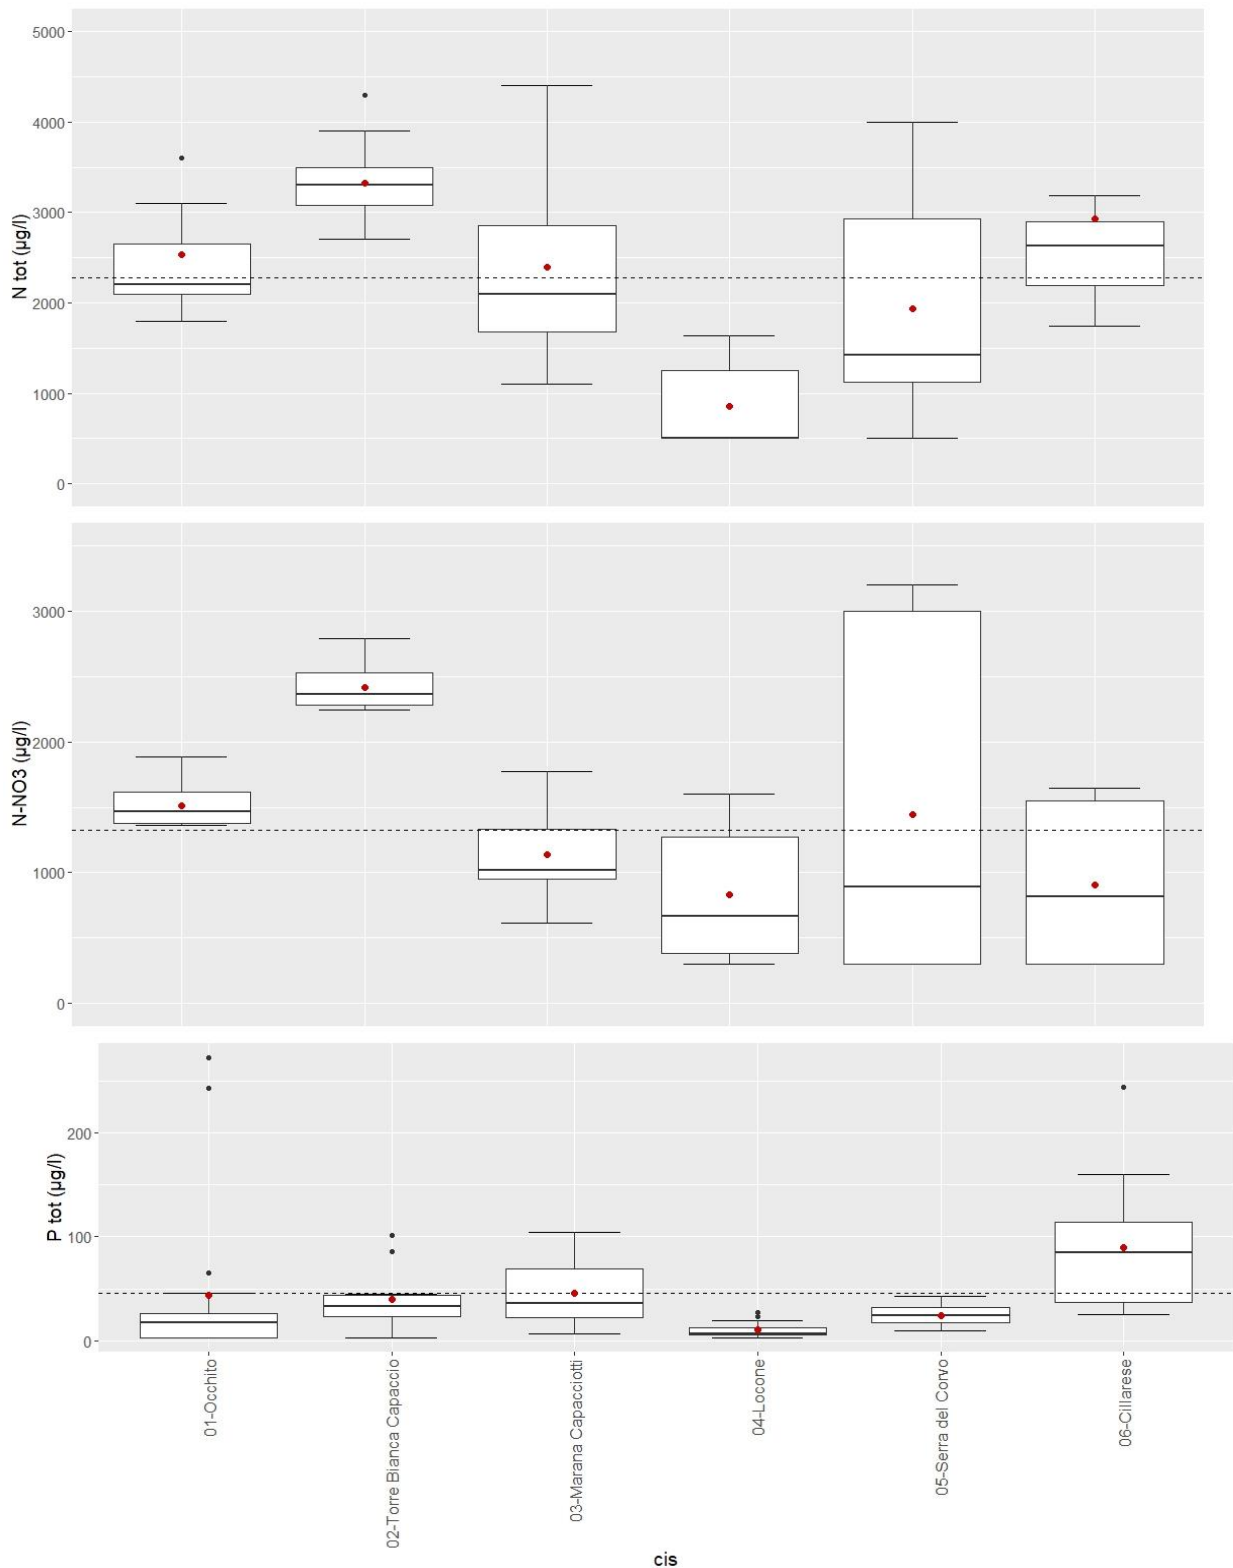 5000
4000
3000
2000
1000
0
N tot (µg/l)
3000
2000
1000
0
N-NO3 (µg/l)
200
100
0
P tot (µg/l)
01-Occhito
02-Torre Bianca Capaccio
03-Marana Capacciotti
04-Locone
05-Serra del Corvo
06-Cillarese
cis